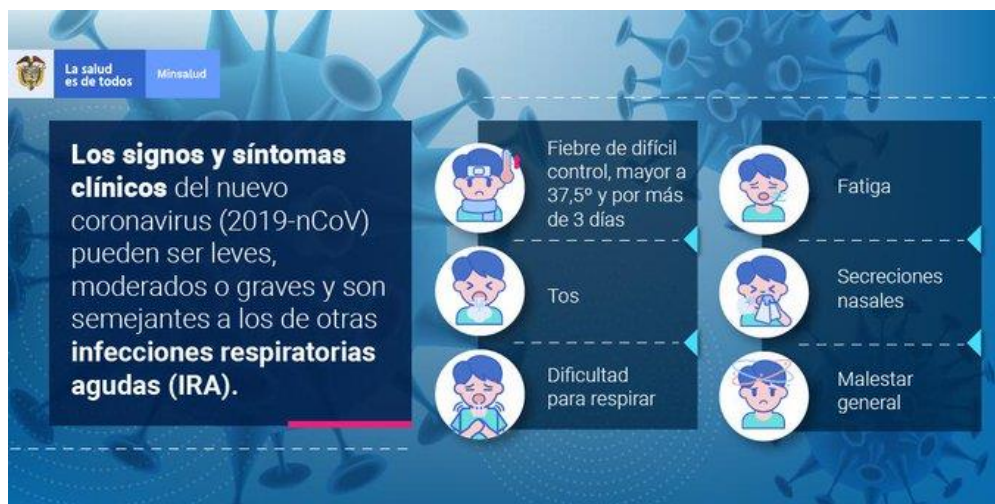 La salud
es de todos
Minsalud
Los signos y síntomas
clínicos del nuevo
coronavirus (2019-nCoV)
pueden ser leves,
moderados o graves y son
semejantes a los de otras
infecciones respiratorias
agudas (IRA).
Fiebre de difícil
control, mayor a
37,5º y por más
de 3 días
Tos
Dificultad
para respirar
Fatiga
Secreciones
nasales
Malestar
general